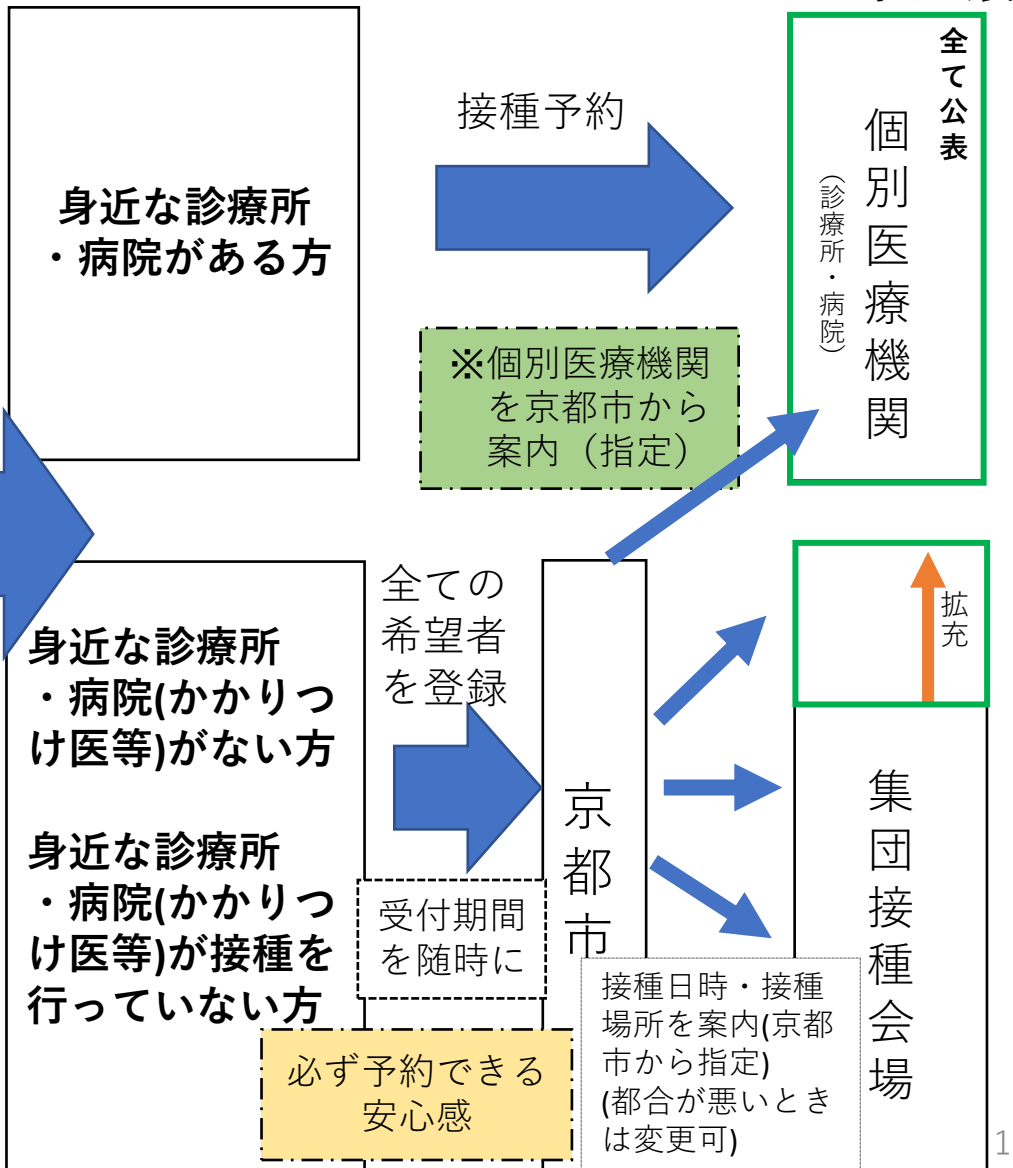 身近な診療所
・病院がある方
接種予約
全て公表
個別医療機関
（診療所・病院）
※個別医療機関
を京都市から
案内（指定）
身近な診療所
・病院(かかりつ
け医等)がない方
身近な診療所
・病院(かかりつ
け医等)が接種を
行っていない方
全ての
希望者
を登録
受付期間
を随時に
必ず予約できる
安心感
京都市
拡充
集団接種会場
接種日時・接種
場所を案内(京都
市から指定)
(都合が悪いとき
は変更可)
1